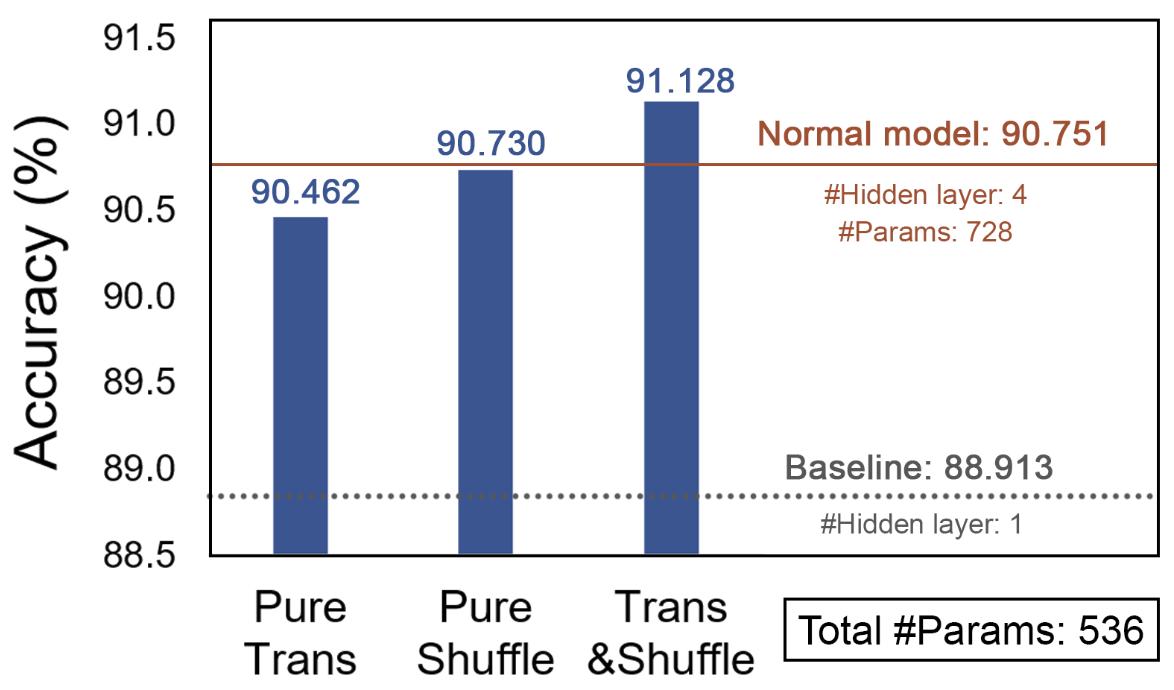 Accuracy (%)
91.5
91.0
90.5
90.0
89.5
89.0
88.5
90.462
90.730
91.128
Normal model: 90.751
#Hidden layer: 4
#Params: 728
Baseline: 88.913
#Hidden layer: 1
Pure
Trans
Pure
Shuffle
Trans
&Shuffle
Total #Params: 536